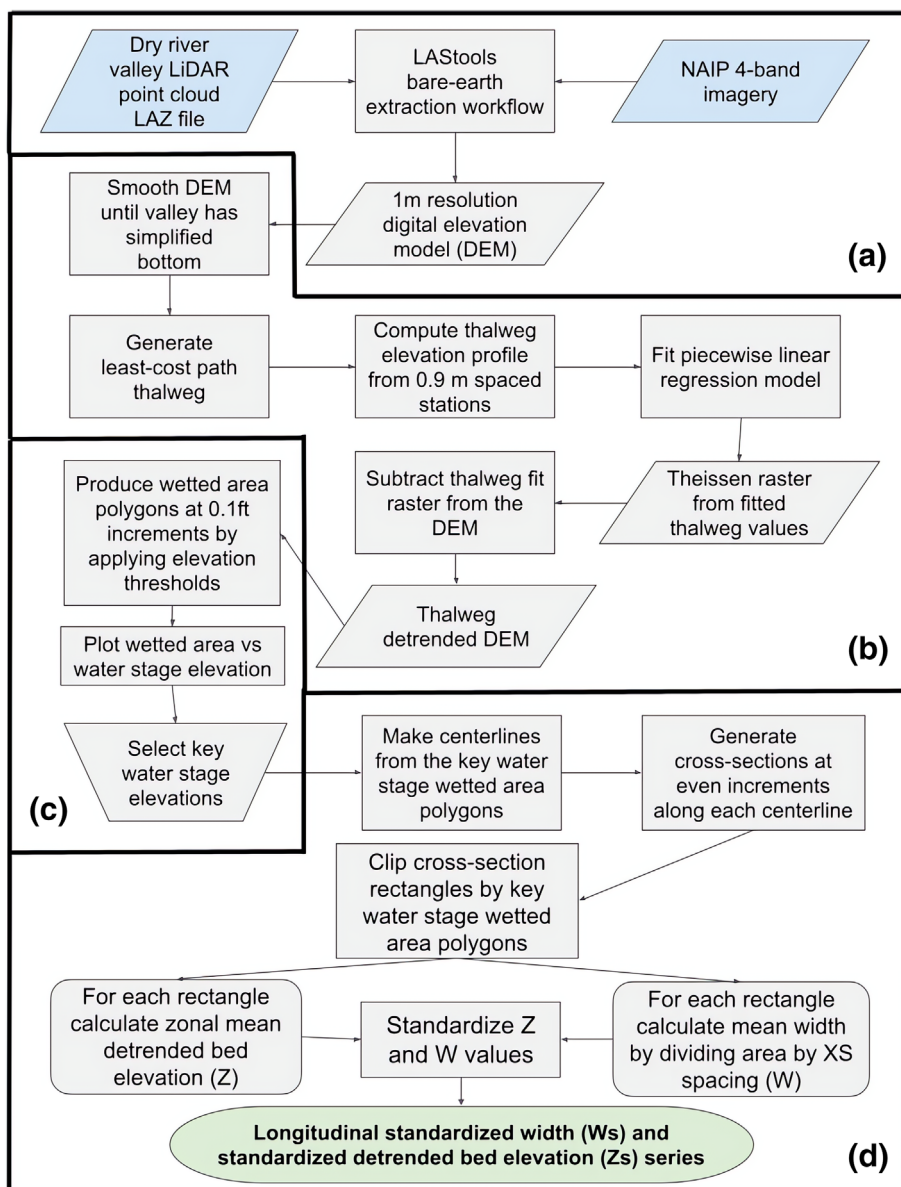 Dry river
valley LiDAR
point cloud
LAZ file
LAStools
bare-earth
extraction workflow
NAIP 4-band
imagery
1m resolution
digital elevation
model (DEM)
(a)
Smooth DEM
until valley has
simplified
bottom
Generate
least-cost path
thalweg
Compute thalweg
elevation profile
from 0.9 m spaced
stations
Fit piecewise linear
regression model
Theissen raster
from fitted
thalweg values
Subtract thalweg fit
raster from the
DEM
Thalweg
detrended DEM
(b)
Produce wetted area
polygons at 0.1ft
increments by
applying elevation
thresholds
Plot wetted area vs
water stage elevation
Select key
water stage
elevations
(c)
Make centerlines
from the key water
stage wetted area
polygons
Generate
cross-sections at
even increments
along each centerline
Clip cross-section
rectangles by key
water stage wetted
area polygons
For each rectangle
calculate zonal mean
detrended bed
elevation (Z)
Standardize Z
and W values
For each rectangle
calculate mean width
by dividing area by XS
spacing (W)
Longitudinal standardized width (Ws) and
standardized detrended bed elevation (Zs) series
(d)